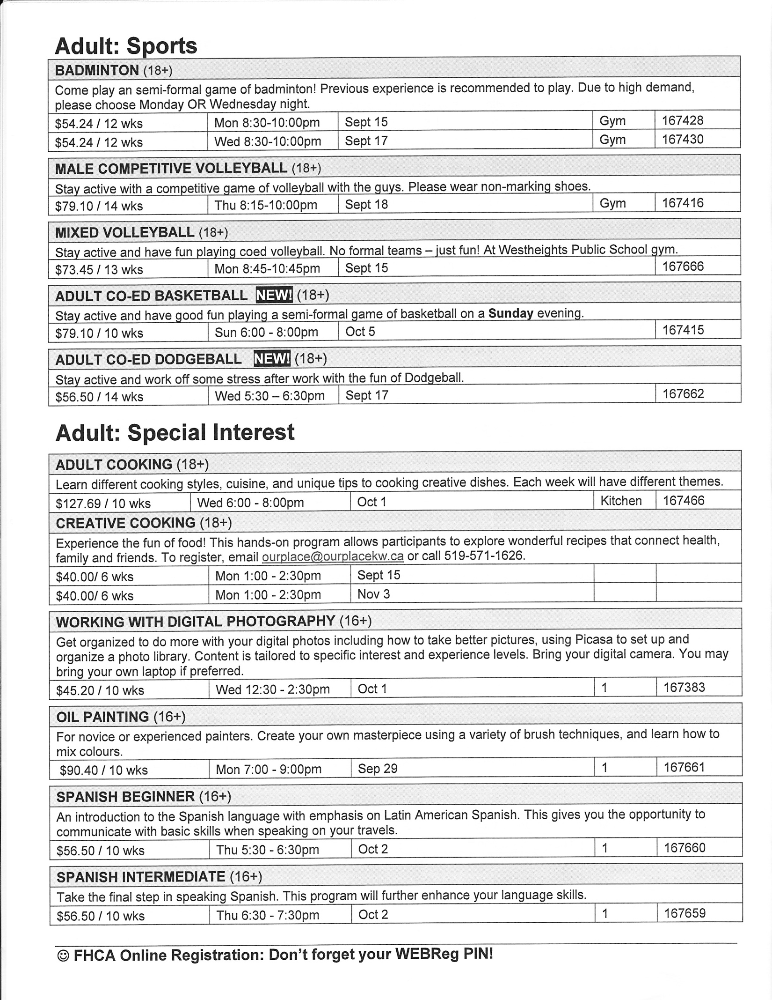 Adult: Sports
BADMINTON (18+)
Come play an semi-formal game of badminton! Previous experience is recommended to play. Due to high demand,
please choose Monday OR Wednesday night.
$54.24 / 12 wks Mon 8:30-10:00pm Sept 15 Gym 167428
$54.24 / 12 wks Wed 8:30-10:00pm Sept 17 Gym 167430
MALE COMPETITIVE VOLLEYBALL (18+)
Stay active with a competitive game of volleyball with the guys. Please wear non-marking shoes.
$79.10 / 14 wks Thu 8:15-10:00pm Sept 18 Gym 167416
MIXED VOLLEYBALL (18+)
Stay active and have fun playing coed volleyball. No formal teams – just fun! At Westheights Public School gym.
$73.45 / 13 wks Mon 8:45-10:45pm Sept 15 167666
ADULT CO-ED BASKETBALL NEW! (18+)
Stay active and have good fun playing a semi-formal game of basketball on a Sunday evening.
$79.10 / 10 wks Sun 6:00 - 8:00pm Oct 5 167415
ADULT CO-ED DODGEBALL NEW! (18+)
Stay active and work off some stress after work with the fun of Dodgeball.
$56.50 / 14 wks Wed 5:30 – 6:30pm Sept 17 167662
Adult: Special Interest
ADULT COOKING (18+)
Learn different cooking styles, cuisine, and unique tips to cooking creative dishes. Each week will have different themes.
$127.69 / 10 wks Wed 6:00 - 8:00pm Oct 1 Kitchen 167466
CREATIVE COOKING (18+)
Experience the fun of food! This hands-on program allows participants to explore wonderful recipes that connect health,
family and friends. To register, email ourplace@ourplacekw.ca or call 519-571-1626.
$40.00/ 6 wks Mon 1:00 - 2:30pm Sept 15
$40.00/ 6 wks Mon 1:00 - 2:30pm Nov 3
WORKING WITH DIGITAL PHOTOGRAPHY (16+)
Get organized to do more with your digital photos including how to take better pictures, using Picasa to set up and
organize a photo library. Content is tailored to specific interest and experience levels. Bring your digital camera. You may
bring your own laptop if preferred.
$45.20 / 10 wks Wed 12:30 - 2:30pm Oct 1 1 167383
OIL PAINTING (16+)
For novice or experienced painters. Create your own masterpiece using a variety of brush techniques, and learn how to
mix colours.
$90.40 / 10 wks Mon 7:00 - 9:00pm Sep 29 1 167661
SPANISH BEGINNER (16+)
An introduction to the Spanish language with emphasis on Latin American Spanish. This gives you the opportunity to
communicate with basic skills when speaking on your travels.
$56.50 / 10 wks Thu 5:30 - 6:30pm Oct 2 1 167660
SPANISH INTERMEDIATE (16+)
Take the final step in speaking Spanish. This program will further enhance your language skills.
$56.50 / 10 wks Thu 6:30 - 7:30pm Oct 2 1 167659
☺ FHCA Online Registration: Don't forget your WEBReg PIN!